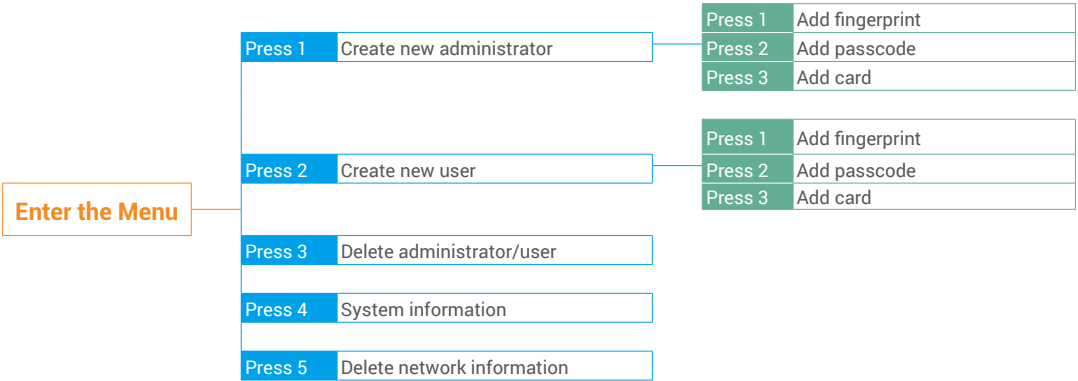 Enter the Menu
Press 1 Create new administrator
Press 1 Add fingerprint
Press 2 Add passcode
Press 3 Add card
Press 2 Create new user
Press 1 Add fingerprint
Press 2 Add passcode
Press 3 Add card
Press 3 Delete administrator/user
Press 4 System information
Press 5 Delete network information